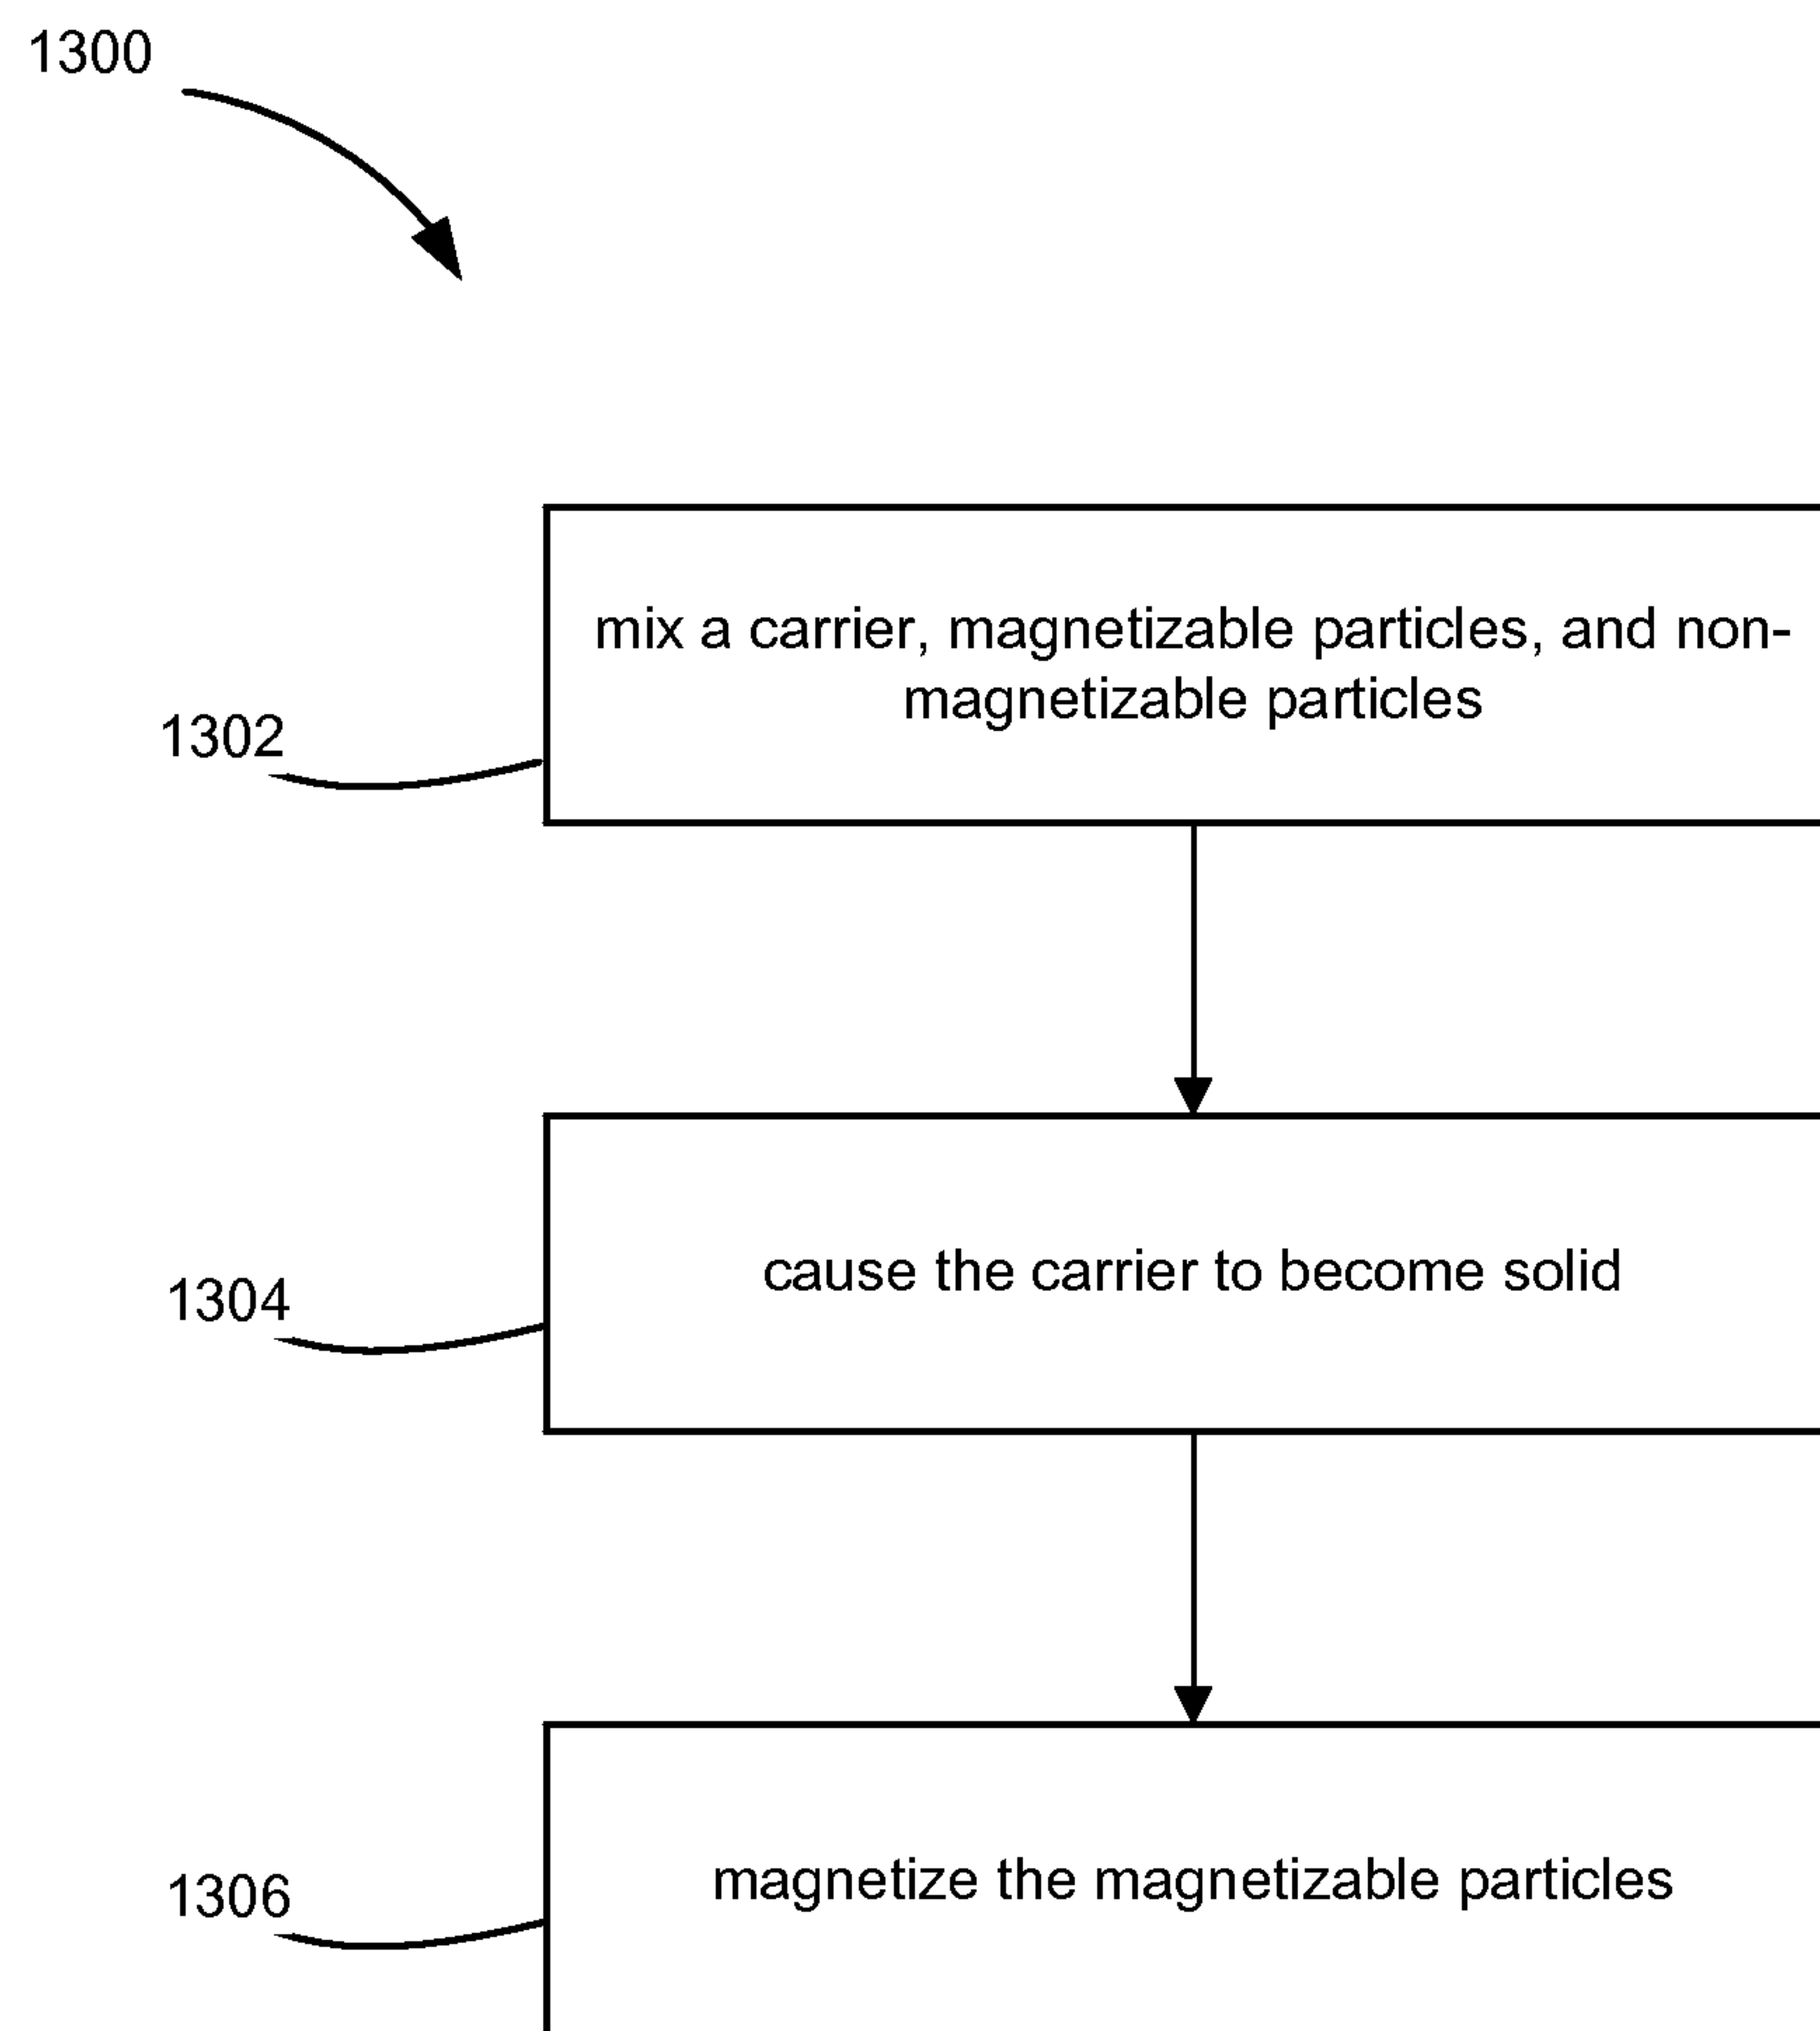 1300
mix a carrier, magnetizable particles, and non-
magnetizable particles
1302
cause the carrier to become solid
1304
magnetize the magnetizable particles
1306